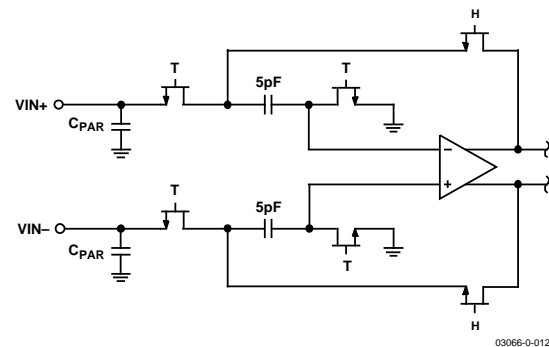 H
T
5pF
T
VIN+
CPAR
−
+
T
5pF
VIN–
CPAR
T
H
03066-0-012